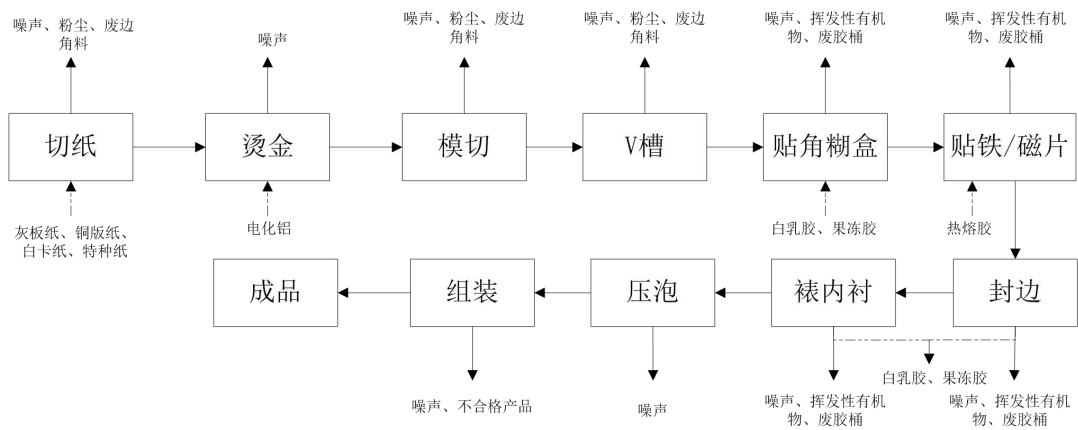 噪声、粉尘、废边
角料
噪声
噪声、粉尘、废边
角料
噪声、粉尘、废边
角料
噪声、挥发性有机
物、废胶桶
噪声、挥发性有机
物、废胶桶
切纸
烫金
模切
V槽
贴角糊盒
贴铁/磁片
灰板纸、铜版纸、
白卡纸、特种纸
电化铝
白乳胶、果冻胶
热熔胶
成品
组装
压泡
裱内衬
封边
白乳胶、果冻胶
噪声、不合格产品
噪声
噪声、挥发性有机
物、废胶桶
噪声、挥发性有机
物、废胶桶